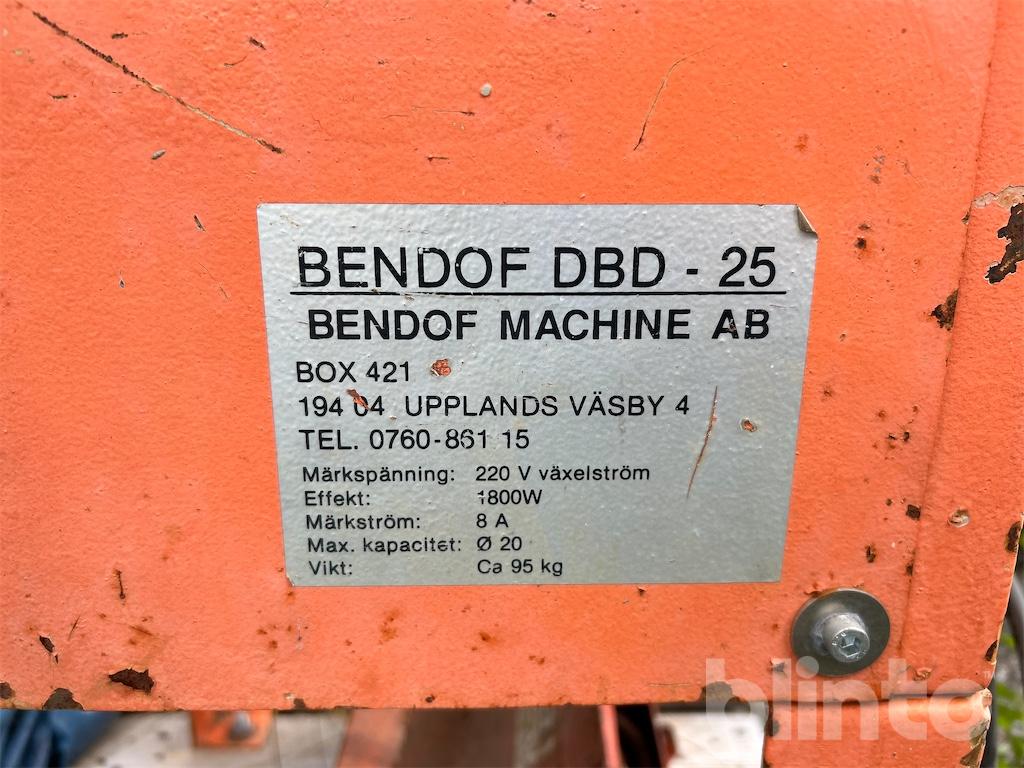 BENDOF DBD - 25
BENDOF MACHINE AB
BOX 421
194 04 UPPLANDS VÄSBY 4
TEL. 0760-861 15
Märkspänning: 220 V växelström
Effekt: 1800W
Märkström: 8 A
Max. kapacitet: Ø 20
Vikt: Ca 95 kg
blinto